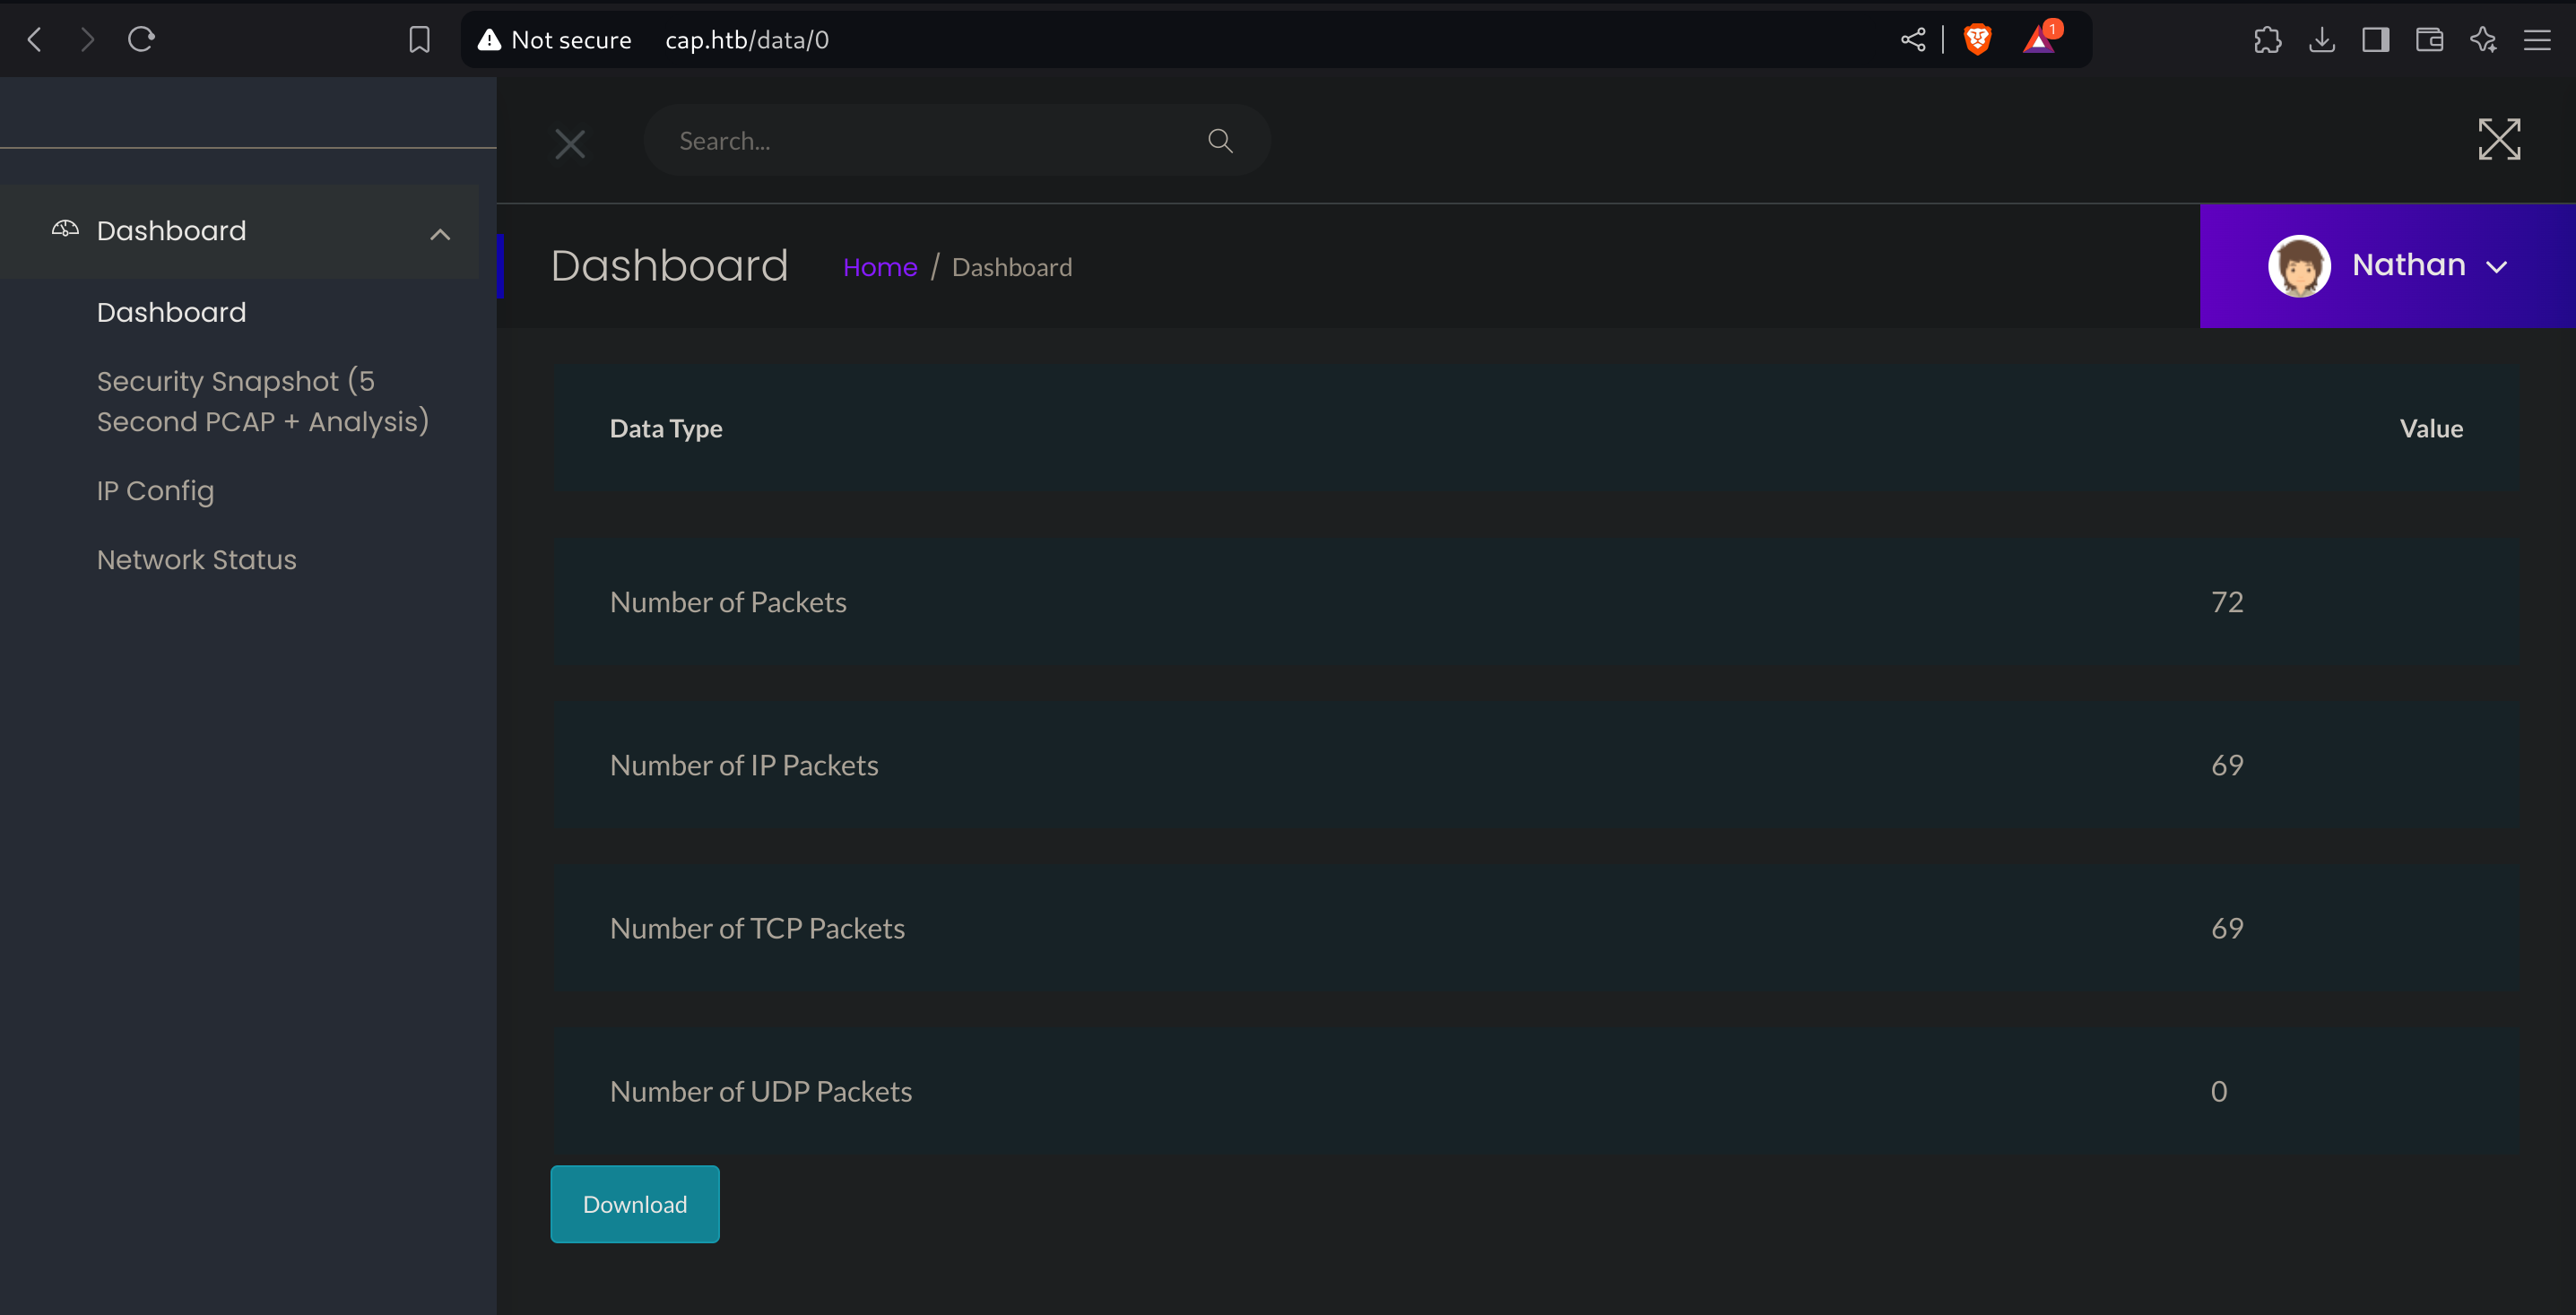 Not secure cap.htb/data/0
1
Search...
Dashboard
Dashboard
Security Snapshot (5
Second PCAP + Analysis)
IP Config
Network Status
Dashboard Home / Dashboard
Nathan
Data Type Value
Number of Packets 72
Number of IP Packets 69
Number of TCP Packets 69
Number of UDP Packets 0
Download